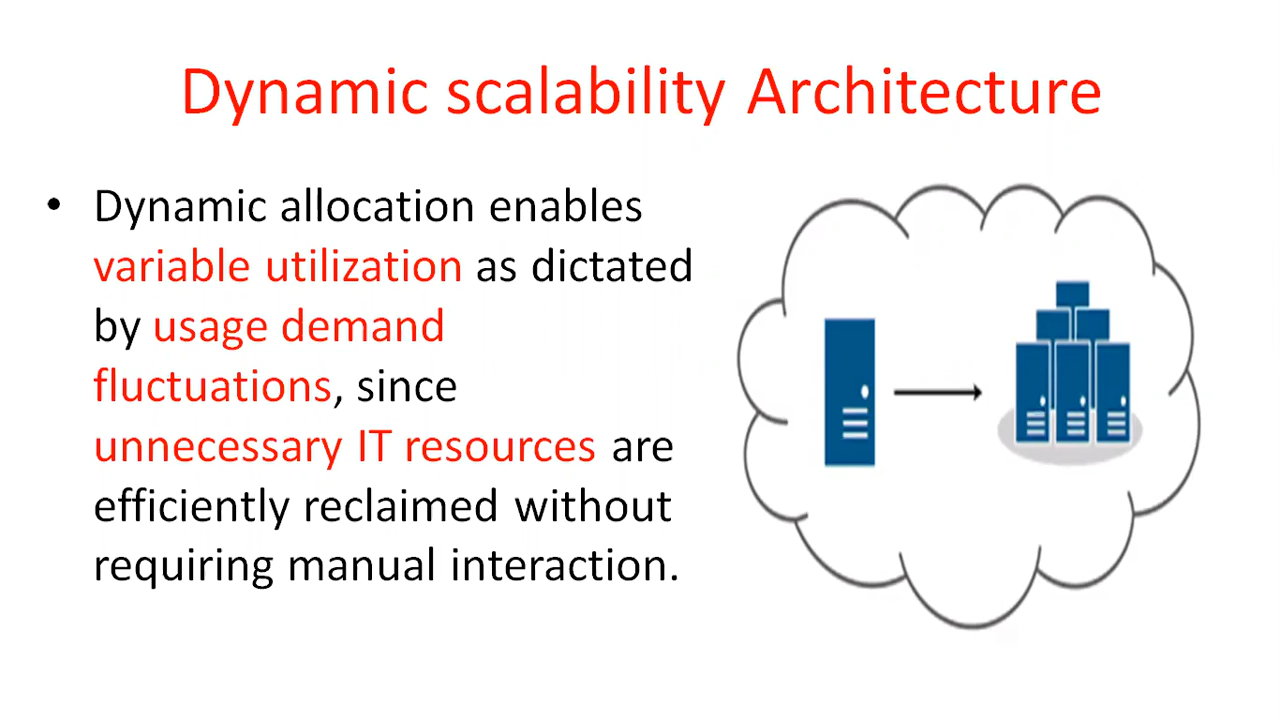 Dynamic scalability Architecture
• Dynamic allocation enables
variable utilization as dictated
by usage demand
fluctuations, since
unnecessary IT resources are
efficiently reclaimed without
requiring manual interaction.